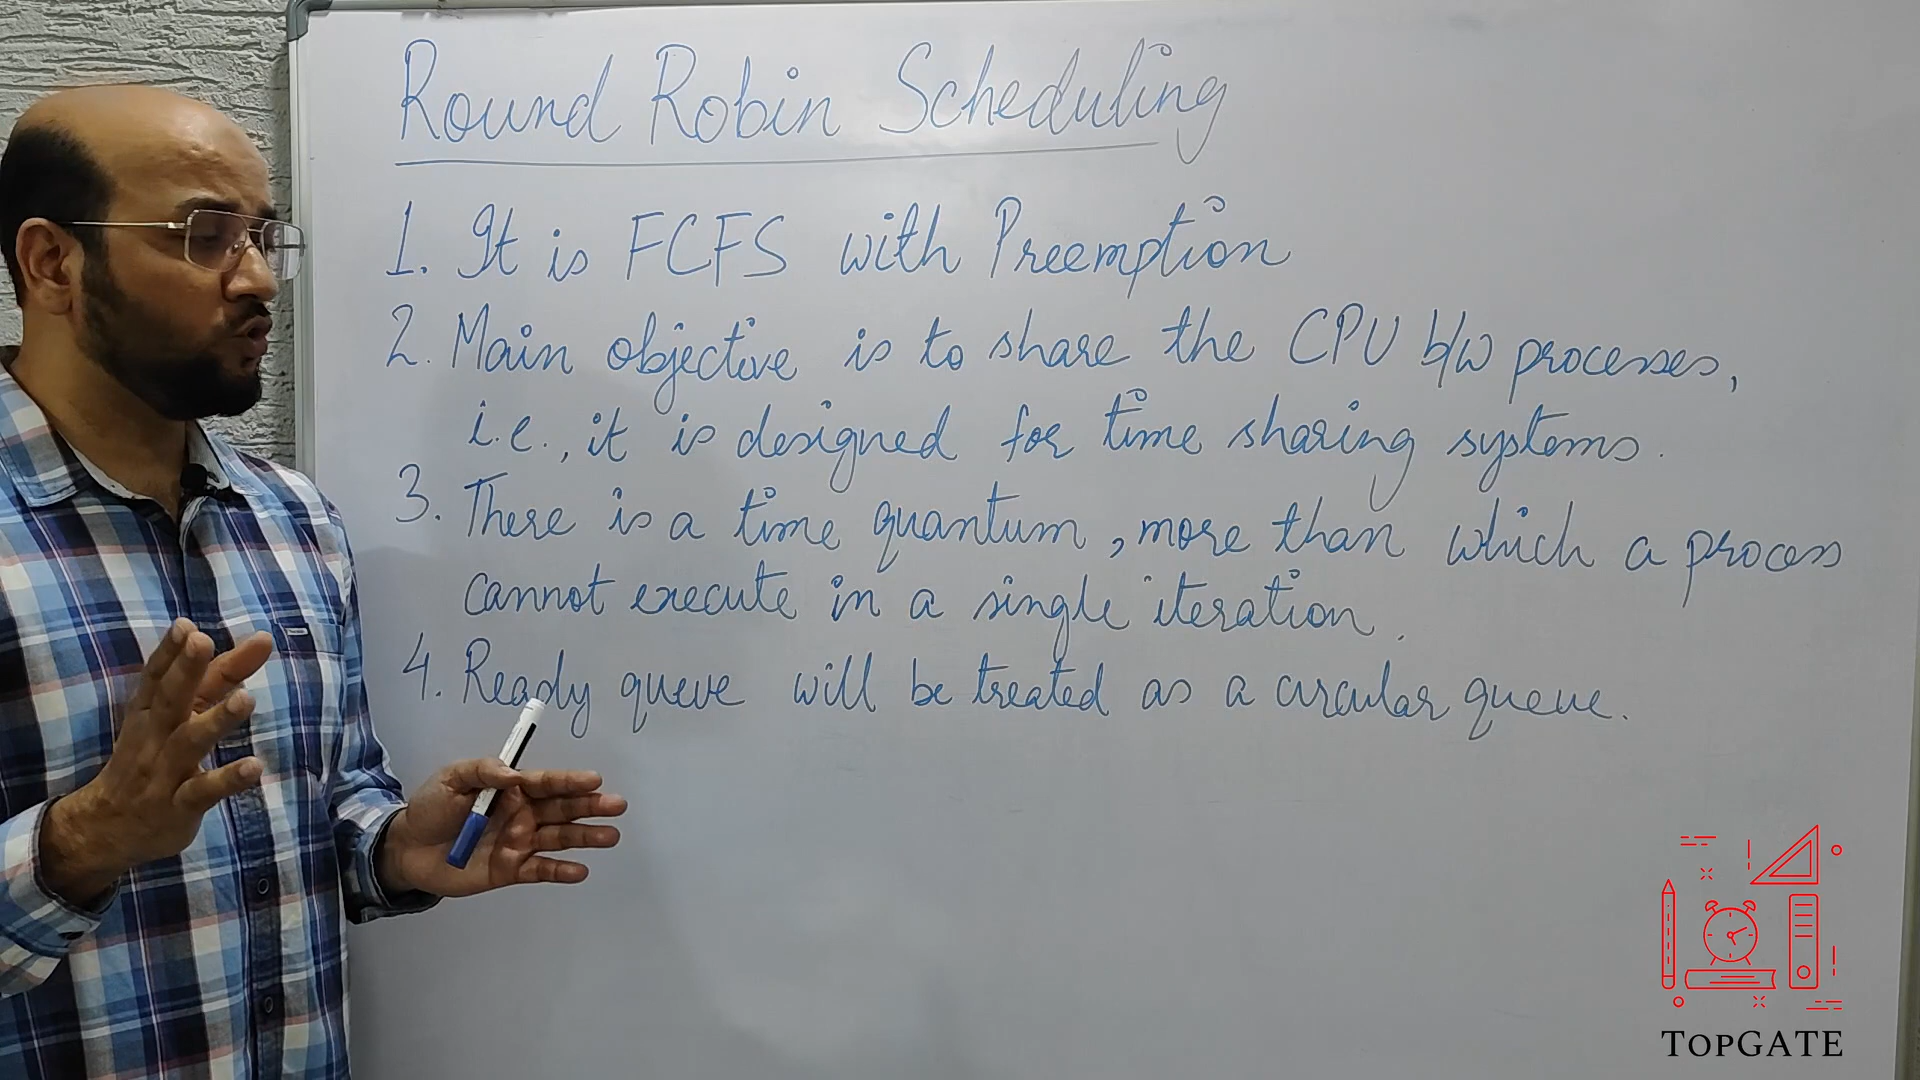 Round Robin Scheduling
1. It is FCFS with Preemption
2. Main objective is to share the CPU b/w processes,
i.e., it is designed for time sharing systems.
3. There is a time quantum, more than which a process
cannot execute in a single iteration.
4. Ready queue will be treated as a circular queue.
TOPGATE